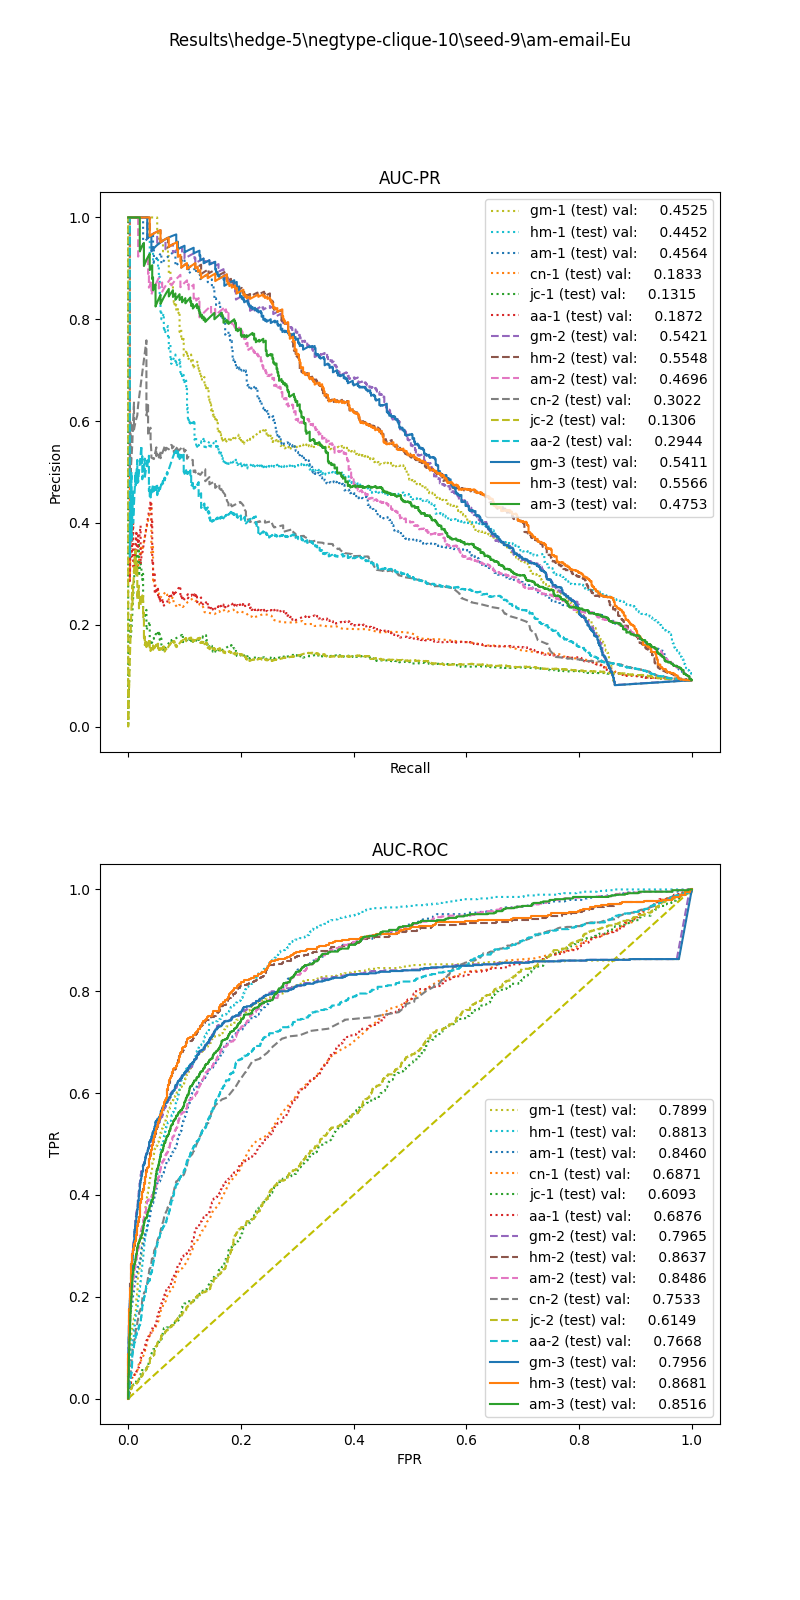 Results\hedge-5\negtype-clique-10\seed-9\am-email-Eu
AUC-PR
gm-1 (test) val: 0.4525
hm-1 (test) val: 0.4452
am-1 (test) val: 0.4564
cn-1 (test) val: 0.1833
jc-1 (test) val: 0.1315
aa-1 (test) val: 0.1872
gm-2 (test) val: 0.5421
hm-2 (test) val: 0.5548
am-2 (test) val: 0.4696
cn-2 (test) val: 0.3022
jc-2 (test) val: 0.1306
aa-2 (test) val: 0.2944
gm-3 (test) val: 0.5411
hm-3 (test) val: 0.5566
am-3 (test) val: 0.4753
1.0
0.8
0.6
0.4
0.2
0.0
Precision
Recall
AUC-ROC
1.0
0.8
0.6
0.4
0.2
0.0
TPR
gm-1 (test) val: 0.7899
hm-1 (test) val: 0.8813
am-1 (test) val: 0.8460
cn-1 (test) val: 0.6871
jc-1 (test) val: 0.6093
aa-1 (test) val: 0.6876
gm-2 (test) val: 0.7965
hm-2 (test) val: 0.8637
am-2 (test) val: 0.8486
cn-2 (test) val: 0.7533
jc-2 (test) val: 0.6149
aa-2 (test) val: 0.7668
gm-3 (test) val: 0.7956
hm-3 (test) val: 0.8681
am-3 (test) val: 0.8516
0.0 0.2 0.4 0.6 0.8 1.0
FPR